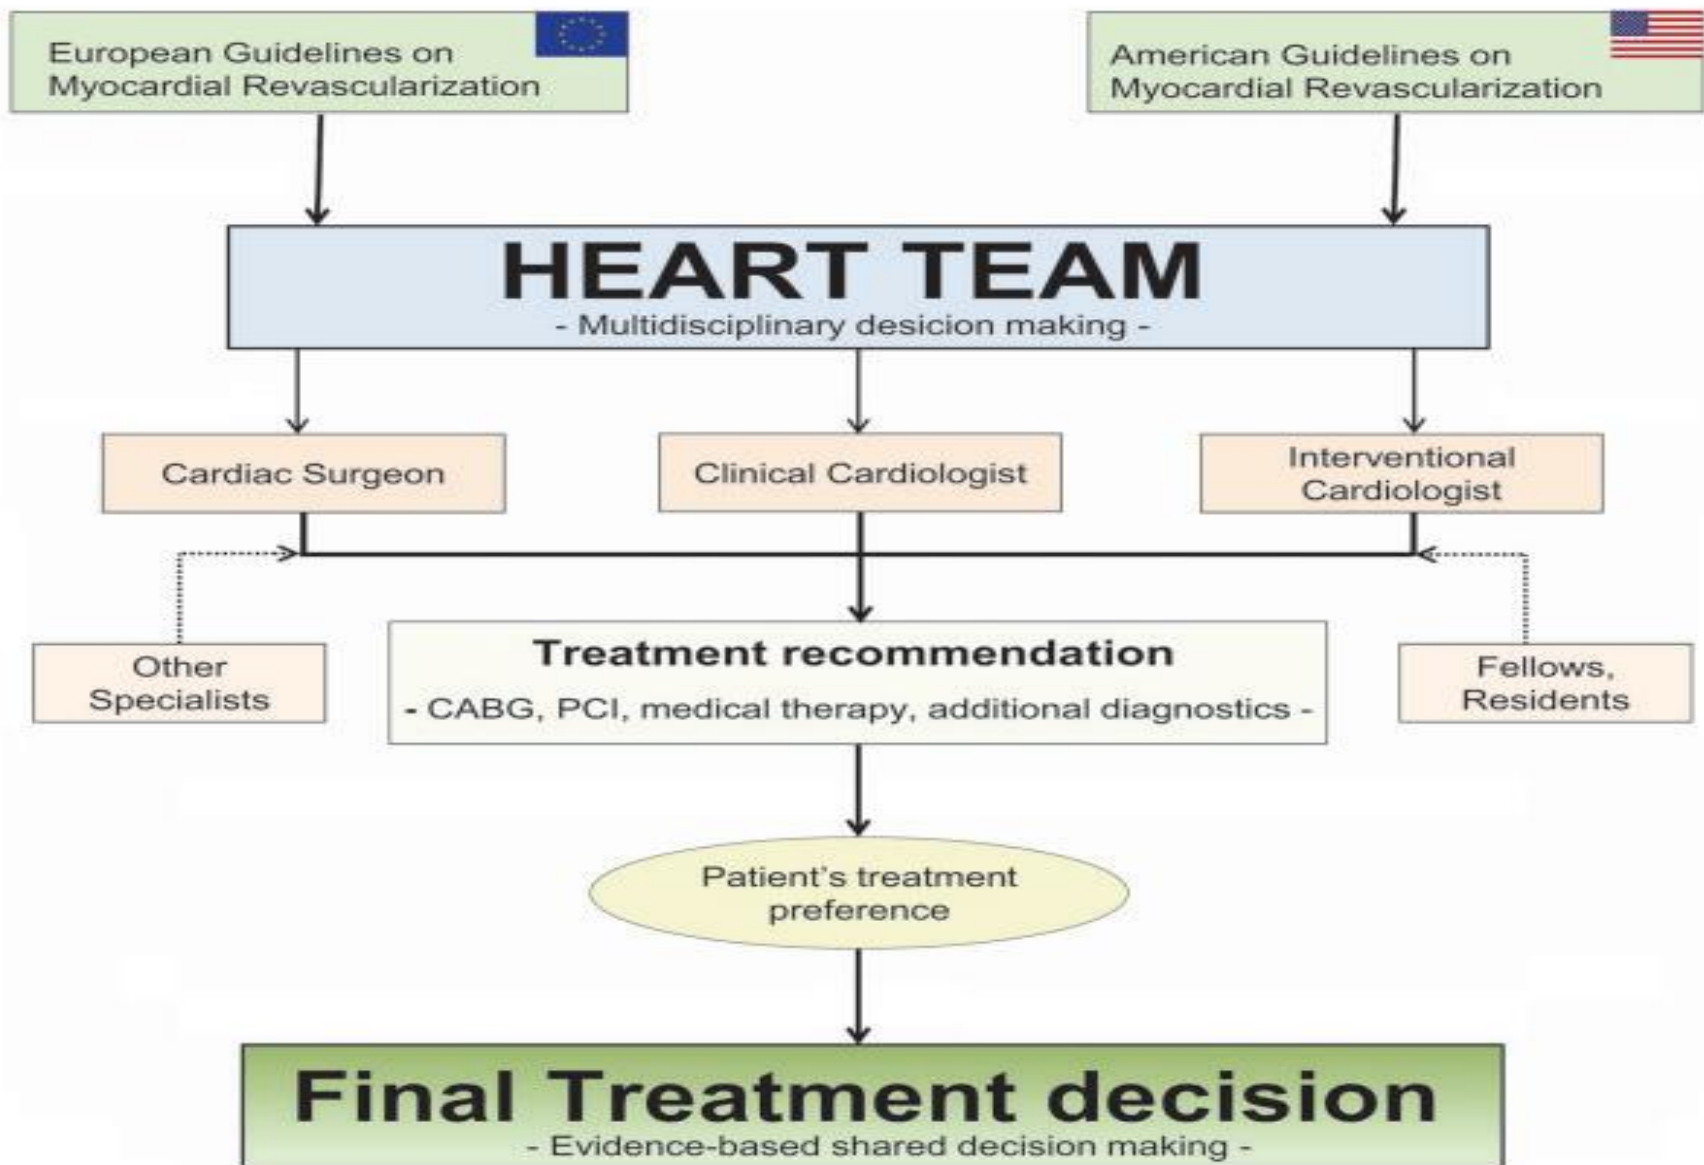 European Guidelines on
Myocardial Revascularization
American Guidelines on
Myocardial Revascularization
HEART TEAM
- Multidisciplinary desicion making -
Cardiac Surgeon
Clinical Cardiologist
Interventional
Cardiologist
Other
Specialists
Treatment recommendation
- CABG, PCI, medical therapy, additional diagnostics -
Fellows,
Residents
Patient's treatment
preference
Final Treatment decision
- Evidence-based shared decision making -